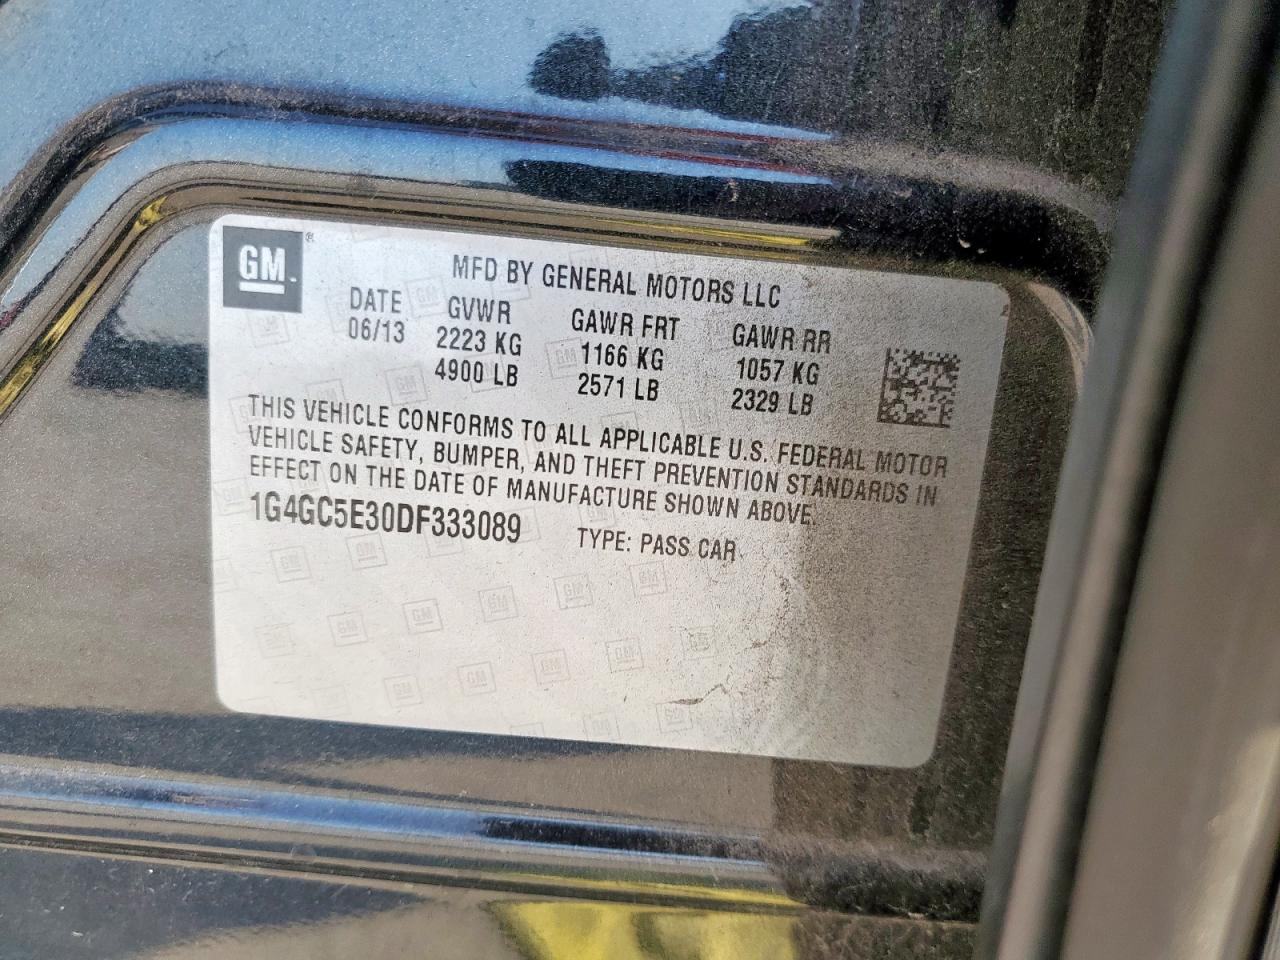 GM
MFD BY GENERAL MOTORS LLC
DATE GVWR GAWR FRT GAWR RR
06/13 2223 KG 1166 KG 1057 KG
4900 LB 2571 LB 2329 LB
THIS VEHICLE CONFORMS TO ALL APPLICABLE U.S. FEDERAL MOTOR
VEHICLE SAFETY, BUMPER, AND THEFT PREVENTION STANDARDS IN
EFFECT ON THE DATE OF MANUFACTURE SHOWN ABOVE.
1G4GC5E30DF333089 TYPE: PASS CAR